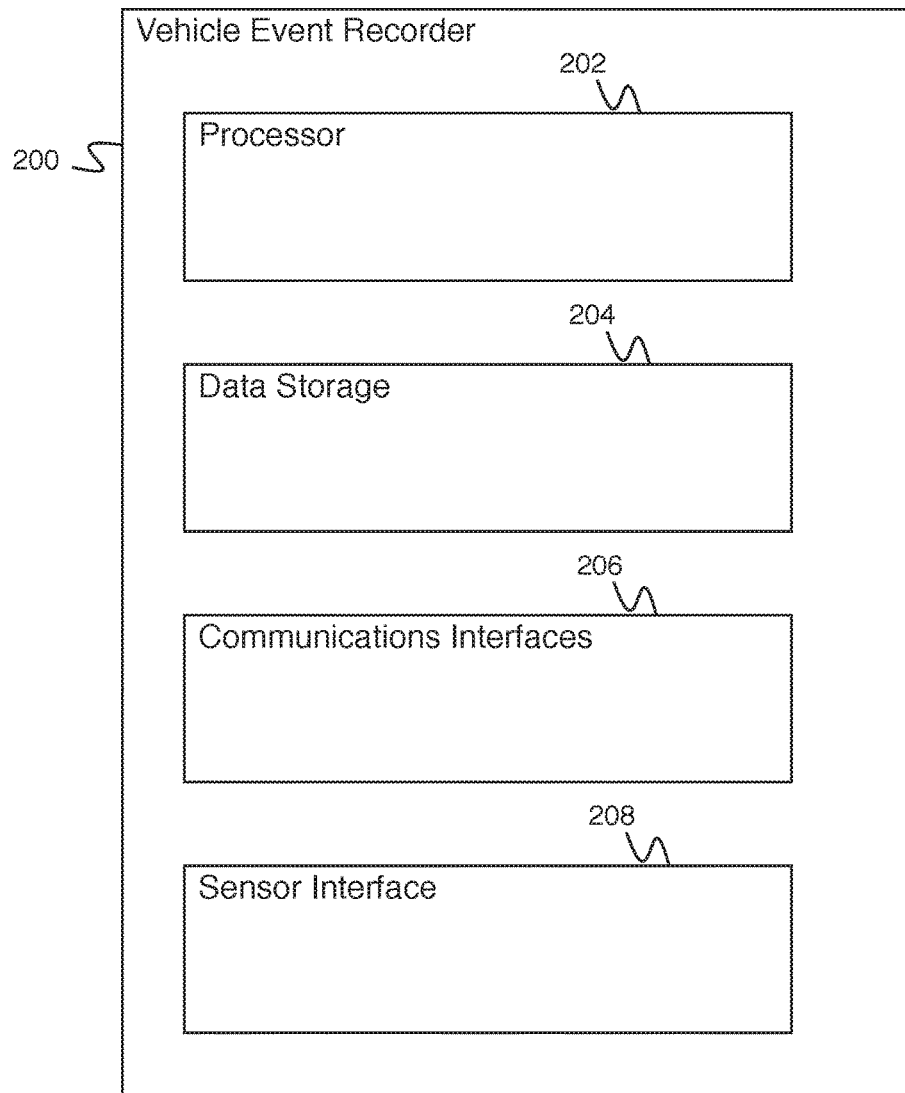 Vehicle Event Recorder
202
Processor
200
204
Data Storage
206
Communications Interfaces
208
Sensor Interface